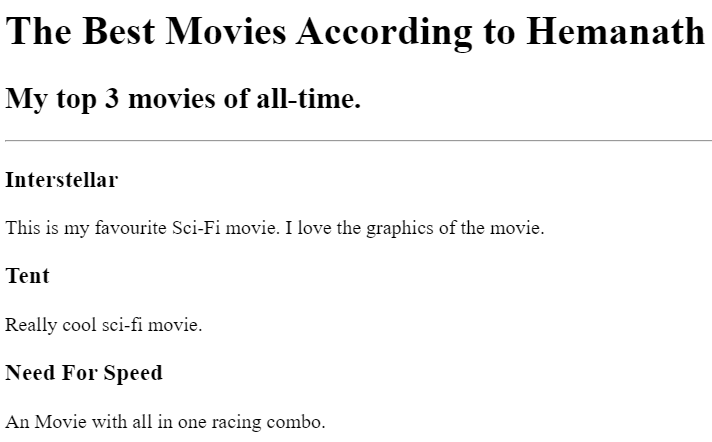 The Best Movies According to Hemanath
My top 3 movies of all-time.
Interstellar
This is my favourite Sci-Fi movie. I love the graphics of the movie.
Tent
Really cool sci-fi movie.
Need For Speed
An Movie with all in one racing combo.